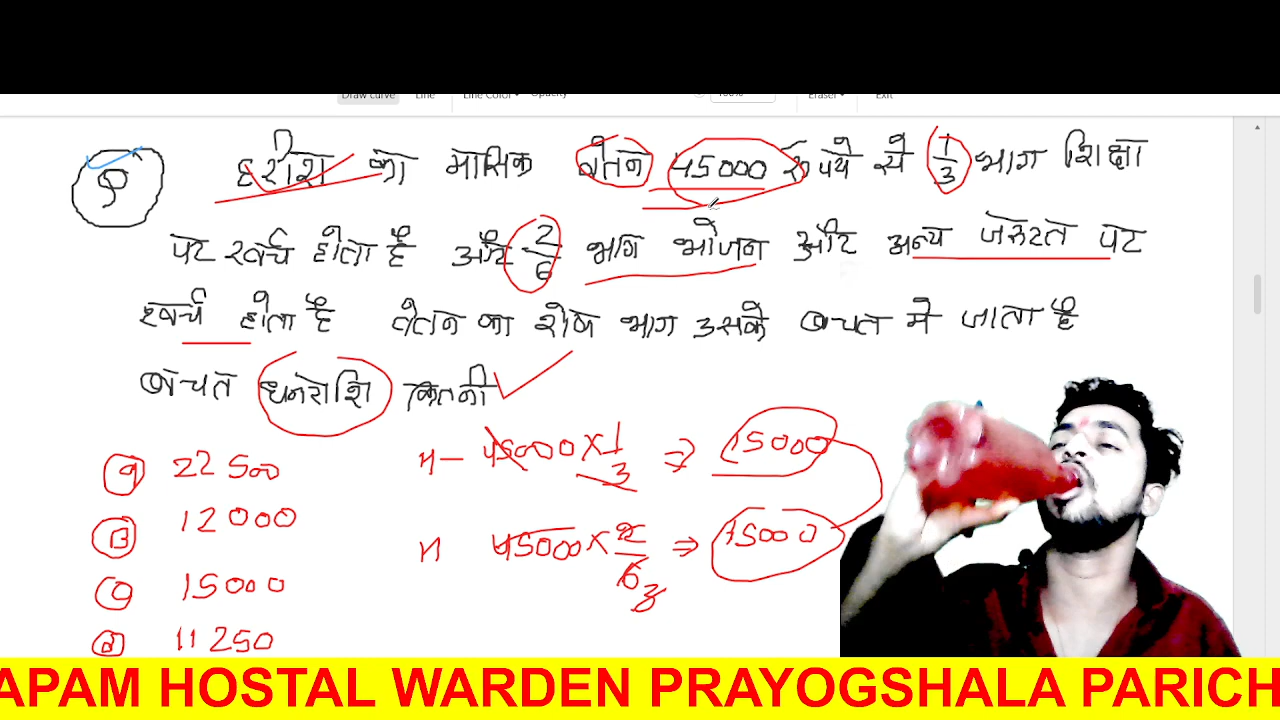 Draw curve Line Line Color Opacity 100% Eraser Exit
हरीश का मासिक वेतन 45000 रुपये से 1/3 भाग शिक्षा
पर खर्च होता है और 2/6 भाग भोजन और अन्य जरुरत पर
खर्च होता है वेतन का शेष भाग उसके बचत में जाता है
बचत धनराशि कितनी
22500
12000
15000
11250
45000 × 1/3 ⇒ 15000
45000 × 2/6 3 ⇒ 15000
APAM HOSTAL WARDEN PRAYOGSHALA PARICH